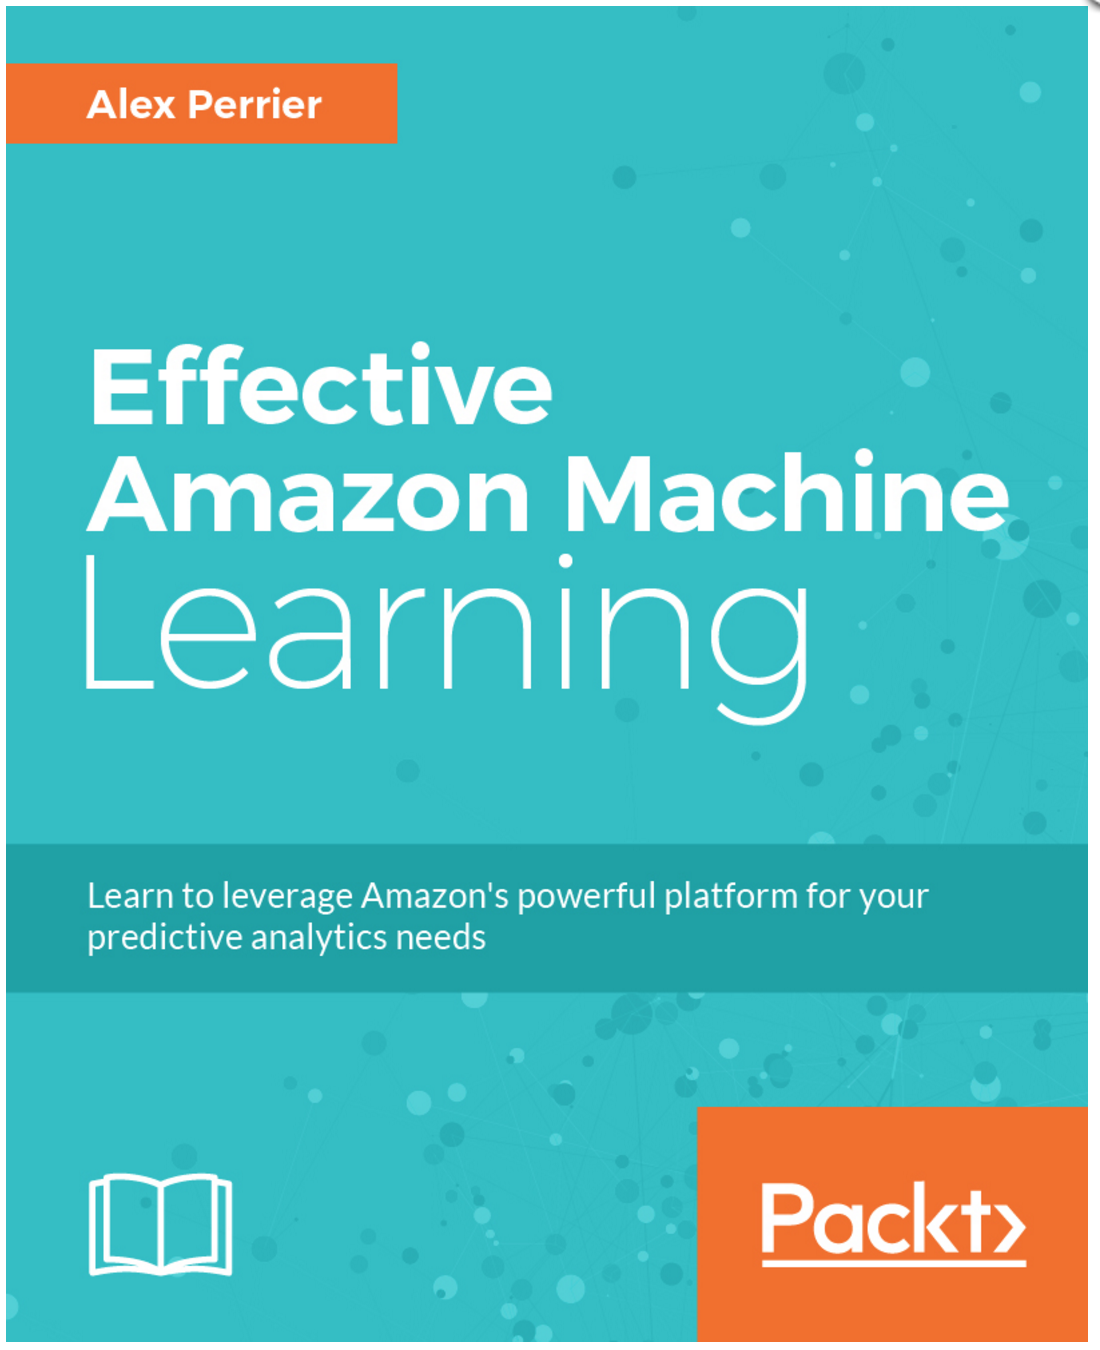 Alex Perrier
Effective
Amazon Machine
Learning
Learn to leverage Amazon's powerful platform for your
predictive analytics needs
Packt